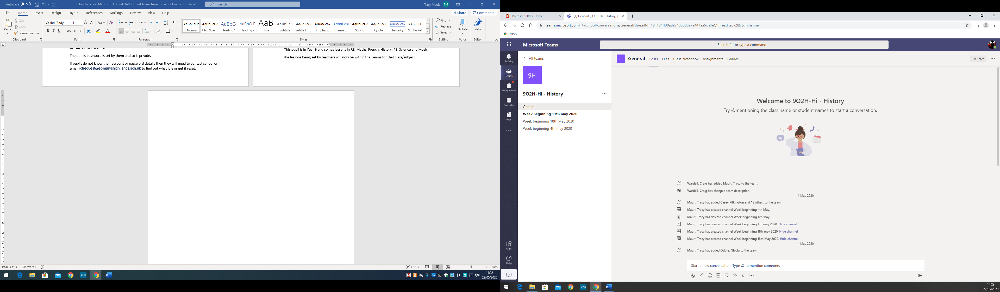 AutoSave Off
1 - How to access Microsoft 365 and Outlook and Teams from the school website - Word
Search
Tracy Mault TM
File Home Insert Design Layout References Mailings Review View Help
Share Comments
Paste
Cut
Copy
Format Painter
Clipboard
Calibri (Body) 11
Font
Paragraph
AaBbCcDc AaBbCcDc AaBbCc AaBbCcC AaB AaBbCcD AaBbCcDc AaBbCcDc AaBbCcDc AaBbCcDc AaBbCcDc AaBbCcDc AABBCCDC
¶ Normal ¶ No Spac... Heading 1 Heading 2 Title Subtitle Subtle Em... Emphasis Intense E... Strong Quote Intense Q... Subtle Ref...
Styles
Find
Replace
Select
Editing
Dictate
Voice
Editor
Editor
ADDRESS PASSWORD.
The pupils password is set by them and so is private.
If pupils do not know their account or password details then they will need to contact school or
email ictrequest@st-maryshigh.lancs.sch.uk to find out what it is or get it reset.
This pupil is in Year 9 and so has lessons in RE, Maths, French, History, PE, Science and Music.
The lessons being set by teachers will now be within the Teams for that class/subject.
Page 3 of 3 285 words
Focus
100%
14:22
22/05/2020
Microsoft Office Home
(1) General (9O2H-Hi - History) |
teams.microsoft.com/_#/school/conversations/General?threadId=19:f1d4ff30a927400d9627a447aa5cf2fe@thread.tacv2&ctx=channel
Apps
Microsoft Teams
Search for or type a command
Activity
Teams
Assignments
Calendar
Files
Apps
Help
All teams
9H
9O2H-Hi - History
General
Week beginning 11th may 2020
Week beginning 18th May 2020
Week beginning 4th may 2020
9H General Posts Files Class Notebook Assignments Grades
Team
Welcome to 9O2H-Hi - History
Try @mentioning the class name or student names to start a conversation.
Wardell, Craig has added Mault, Tracy to the team.
Wardell, Craig has changed team description.
1 May 2020
Mault, Tracy has added Casey Pilkington and 12 others to the team.
Mault, Tracy has created channel Week beginning 4th May.
Mault, Tracy has deleted channel Week beginning 4th May.
Mault, Tracy has created channel Week beginning 4th may 2020. Hide channel
Mault, Tracy has created channel Week beginning 11th may 2020. Hide channel
Mault, Tracy has created channel Week beginning 18th May 2020. Hide channel
4 May 2020
Mault, Tracy has added Oddie, Nicola to the team.
Start a new conversation. Type @ to mention someone.
14:22
22/05/2020